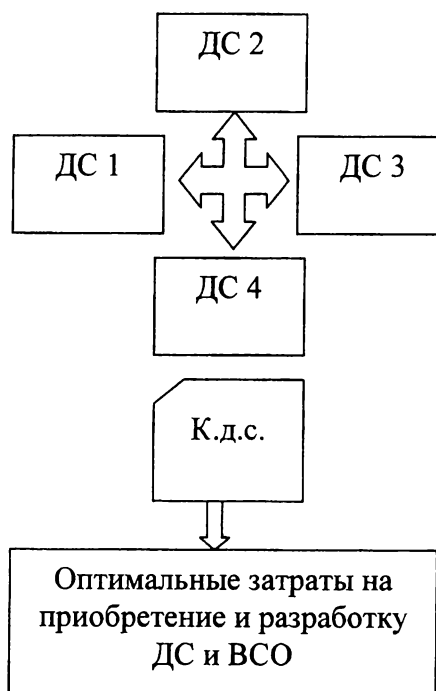 ДС 2
ДС 1
ДС 3
ДС 4
К.д.с.
Оптимальные затраты на
приобретение и разработку
ДС и ВСО